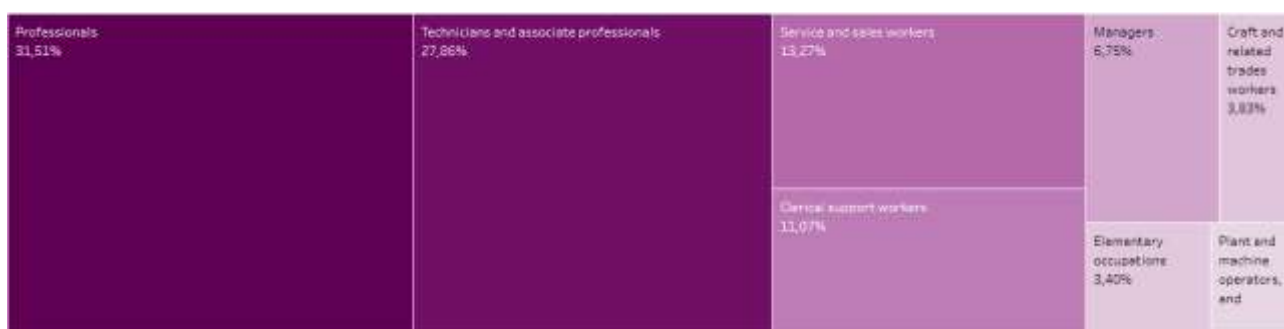 Professionals
31,51%
Technicians and associate professionals
27,86%
Service and sales workers
13,27%
Clerical support workers
11,07%
Managers
6,75%
Craft and
related
trades
workers
3,83%
Elementary
occupations
3,40%
Plant and
machine
operators,
and